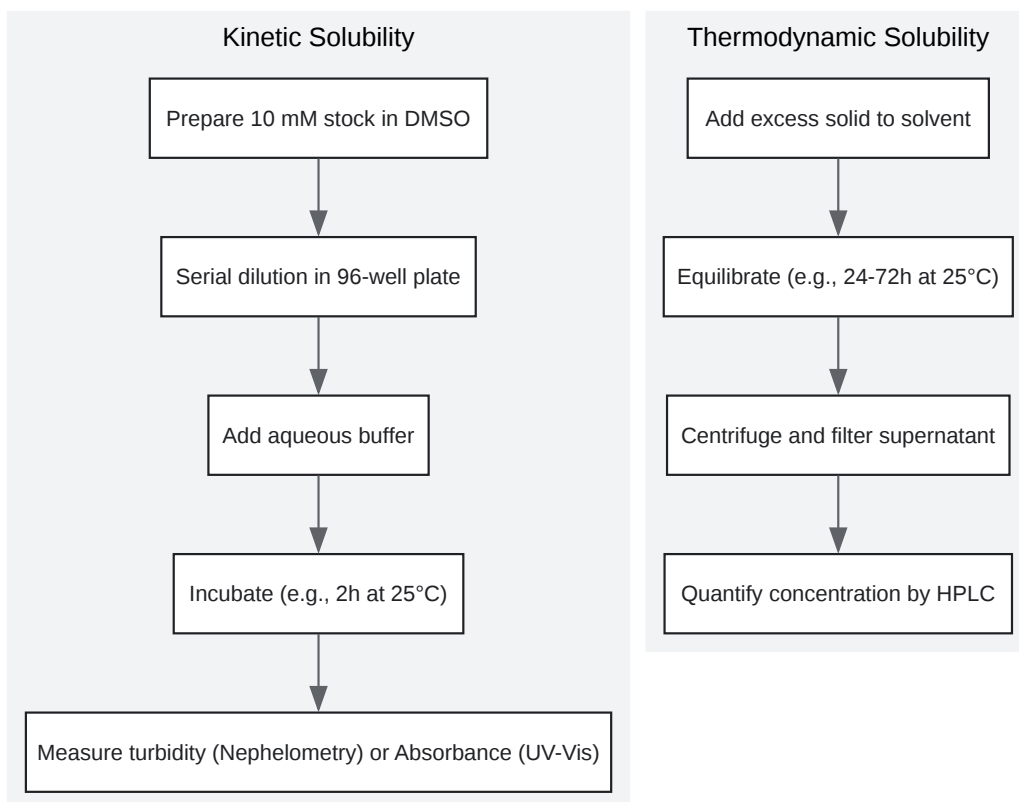 Kinetic Solubility
Prepare 10 mM stock in DMSO
Serial dilution in 96-well plate
Add aqueous buffer
Incubate (e.g., 2h at 25°C)
Measure turbidity (Nephelometry) or Absorbance (UV-Vis)
Thermodynamic Solubility
Add excess solid to solvent
Equilibrate (e.g., 24-72h at 25°C)
Centrifuge and filter supernatant
Quantify concentration by HPLC